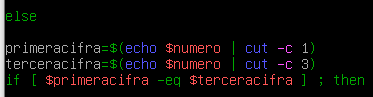 else
primeracifra=$(echo $numero | cut -c 1)
terceracifra=$(echo $numero | cut -c 3)
if [ $primeracifra -eq $terceracifra ] ; then